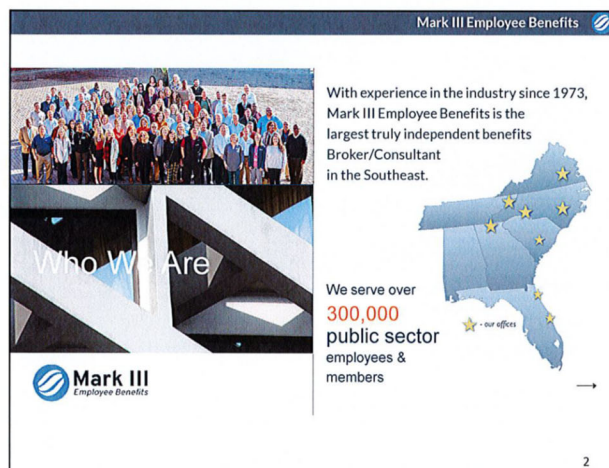 Mark III Employee Benefits
With experience in the industry since 1973,
Mark III Employee Benefits is the
largest truly independent benefits
Broker/Consultant
in the Southeast.
Who We Are
We serve over
300,000
public sector
employees &
members
- our offices
Mark III
Employee Benefits
2